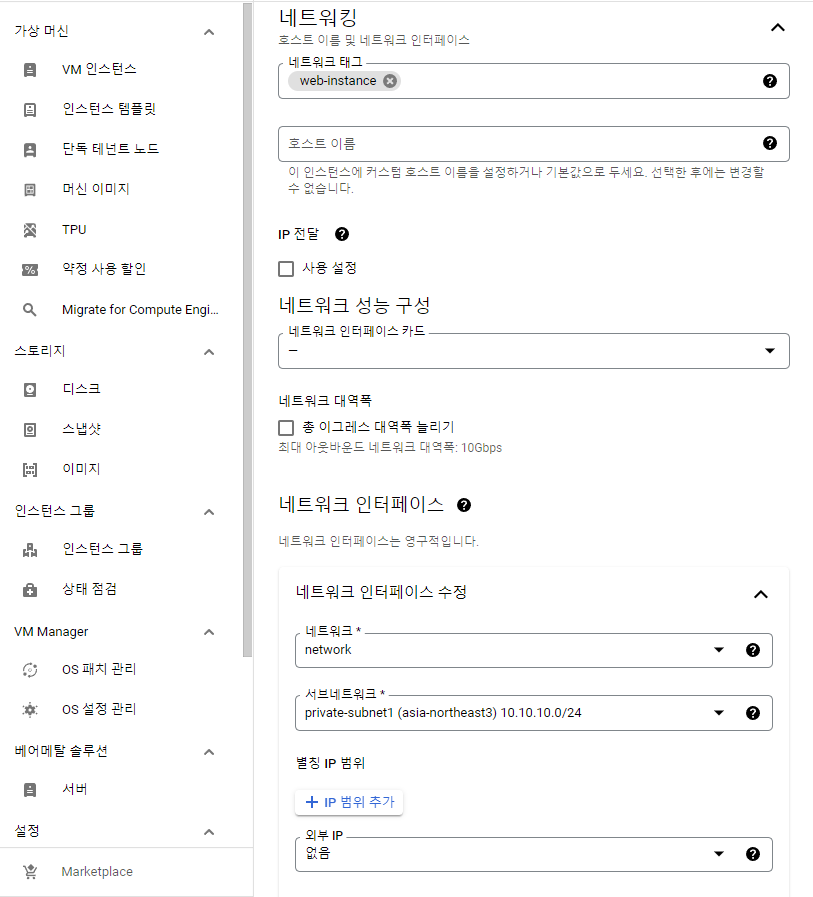 가상 머신
VM 인스턴스
인스턴스 템플릿
단독 테넌트 노드
머신 이미지
TPU
약정 사용 할인
Migrate for Compute Engi...
스토리지
디스크
스냅샷
이미지
인스턴스 그룹
인스턴스 그룹
상태 점검
VM Manager
OS 패치 관리
OS 설정 관리
베어메탈 솔루션
서버
설정
Marketplace
네트워킹
호스트 이름 및 네트워크 인터페이스
네트워크 태그
web-instance
호스트 이름
이 인스턴스에 커스텀 호스트 이름을 설정하거나 기본값으로 두세요. 선택한 후에는 변경할
수 없습니다.
IP 전달
사용 설정
네트워크 성능 구성
네트워크 인터페이스 카드
–
네트워크 대역폭
총 이그레스 대역폭 늘리기
최대 아웃바운드 네트워크 대역폭: 10Gbps
네트워크 인터페이스
네트워크 인터페이스는 영구적입니다.
네트워크 인터페이스 수정
네트워크 *
network
서브네트워크 *
private-subnet1 (asia-northeast3) 10.10.10.0/24
별칭 IP 범위
+ IP 범위 추가
외부 IP
없음